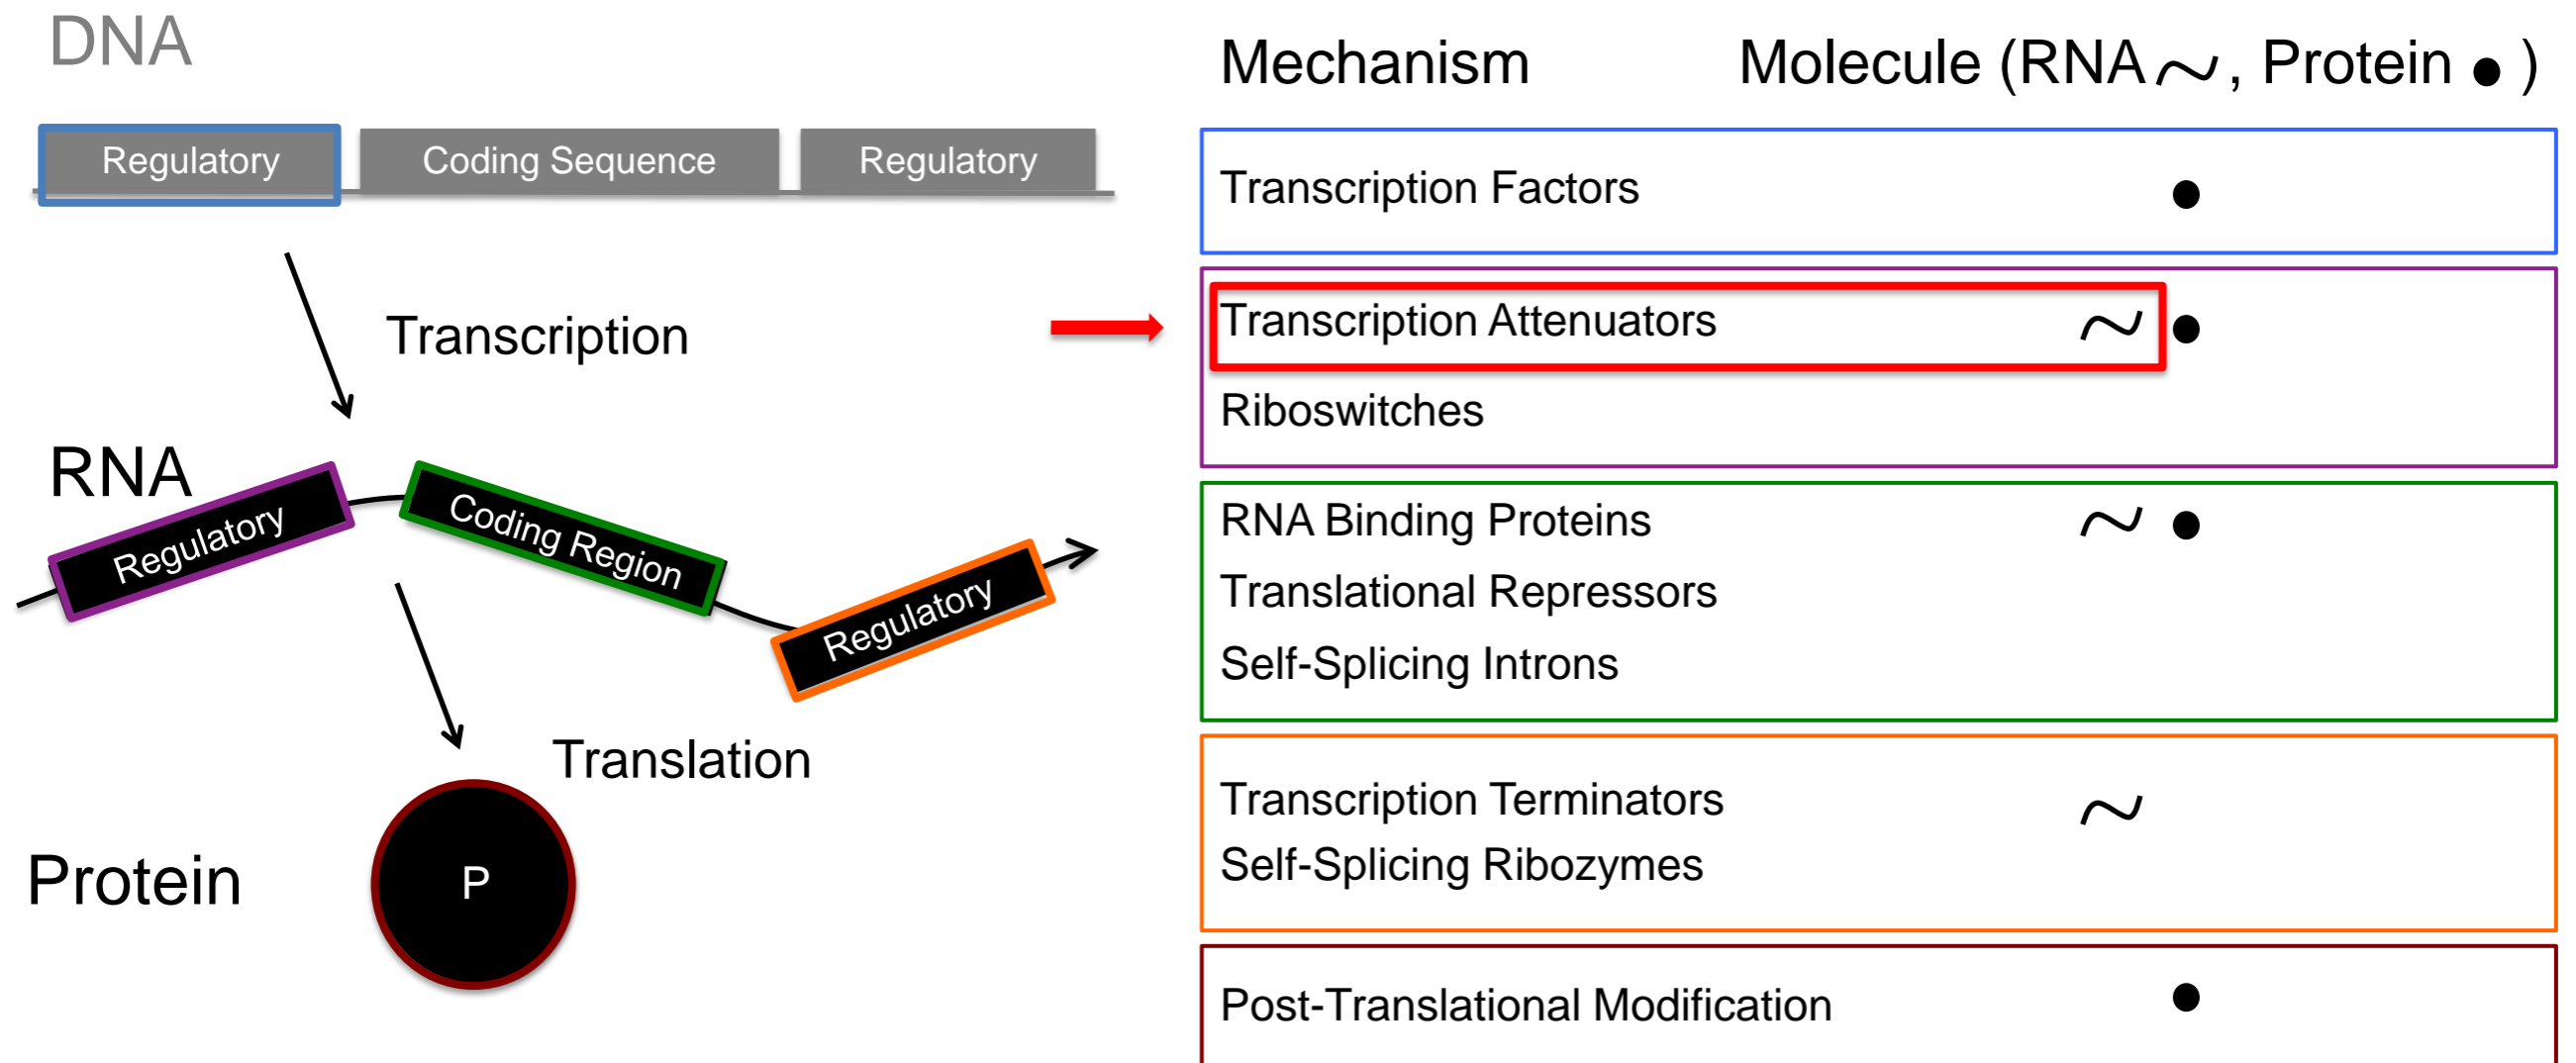 DNA
Regulatory
Coding Sequence
Regulatory
Transcription
RNA
Regulatory
Coding Region
Regulatory
Translation
Protein
P
Mechanism
Molecule (RNA ~, Protein ● )
Transcription Factors ●
Transcription Attenuators ~ ●
Riboswitches
RNA Binding Proteins ~ ●
Translational Repressors
Self-Splicing Introns
Transcription Terminators ~
Self-Splicing Ribozymes
Post-Translational Modification ●